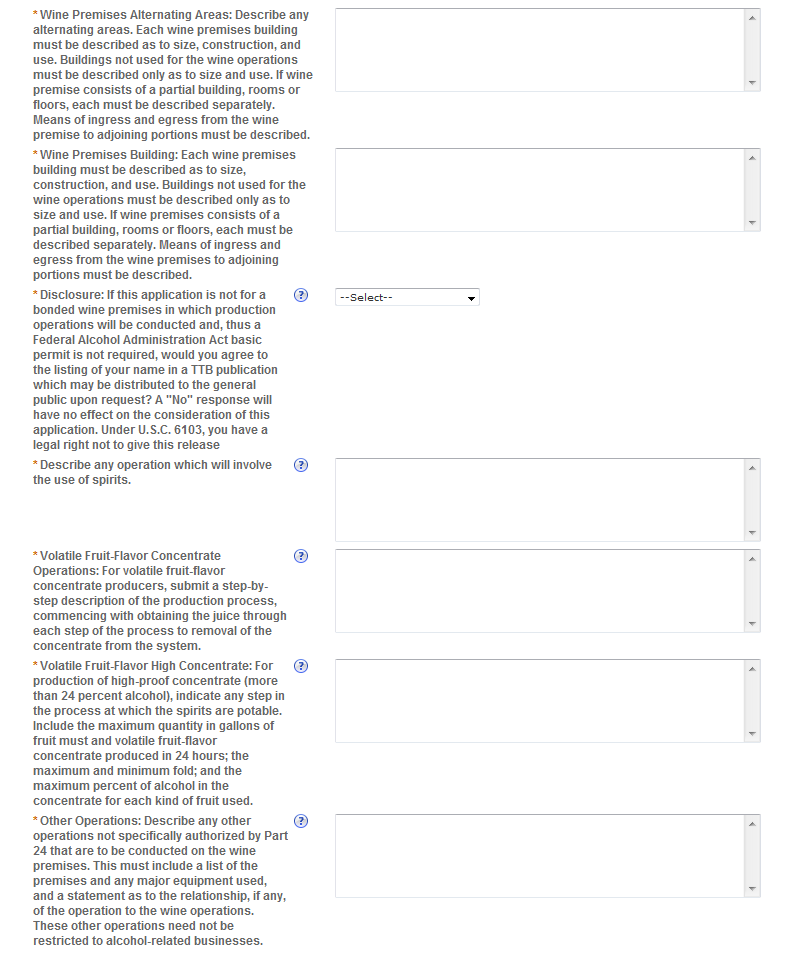 * Wine Premises Alternating Areas: Describe any
alternating areas. Each wine premises building
must be described as to size, construction, and
use. Buildings not used for the wine operations
must be described only as to size and use. If wine
premise consists of a partial building, rooms or
floors, each must be described separately.
Means of ingress and egress from the wine
premise to adjoining portions must be described.
* Wine Premises Building: Each wine premises
building must be described as to size,
construction, and use. Buildings not used for the
wine operations must be described only as to
size and use. If wine premises consists of a
partial building, rooms or floors, each must be
described separately. Means of ingress and
egress from the wine premises to adjoining
portions must be described.
* Disclosure: If this application is not for a ?
--Select--
bonded wine premises in which production
operations will be conducted and, thus a
Federal Alcohol Administration Act basic
permit is not required, would you agree to
the listing of your name in a TTB publication
which may be distributed to the general
public upon request? A "No" response will
have no effect on the consideration of this
application. Under U.S.C. 6103, you have a
legal right not to give this release
* Describe any operation which will involve ?
the use of spirits.
* Volatile Fruit-Flavor Concentrate ?
Operations: For volatile fruit-flavor
concentrate producers, submit a step-by-
step description of the production process,
commencing with obtaining the juice through
each step of the process to removal of the
concentrate from the system.
* Volatile Fruit-Flavor High Concentrate: For ?
production of high-proof concentrate (more
than 24 percent alcohol), indicate any step in
the process at which the spirits are potable.
Include the maximum quantity in gallons of
fruit must and volatile fruit-flavor
concentrate produced in 24 hours; the
maximum and minimum fold; and the
maximum percent of alcohol in the
concentrate for each kind of fruit used.
* Other Operations: Describe any other ?
operations not specifically authorized by Part
24 that are to be conducted on the wine
premises. This must include a list of the
premises and any major equipment used,
and a statement as to the relationship, if any,
of the operation to the wine operations.
These other operations need not be
restricted to alcohol-related businesses.